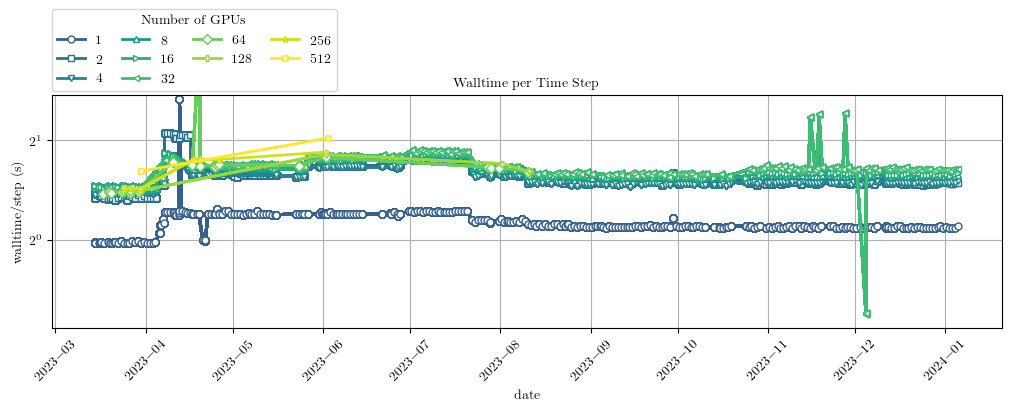 Number of GPUs
1 8 64 256
2 16 128 512
4 32
Walltime per Time Step
2^1
2^0
walltime/step (s)
2023−03 2023−04 2023−05 2023−06 2023−07 2023−08 2023−09 2023−10 2023−11 2023−12 2024−01
date